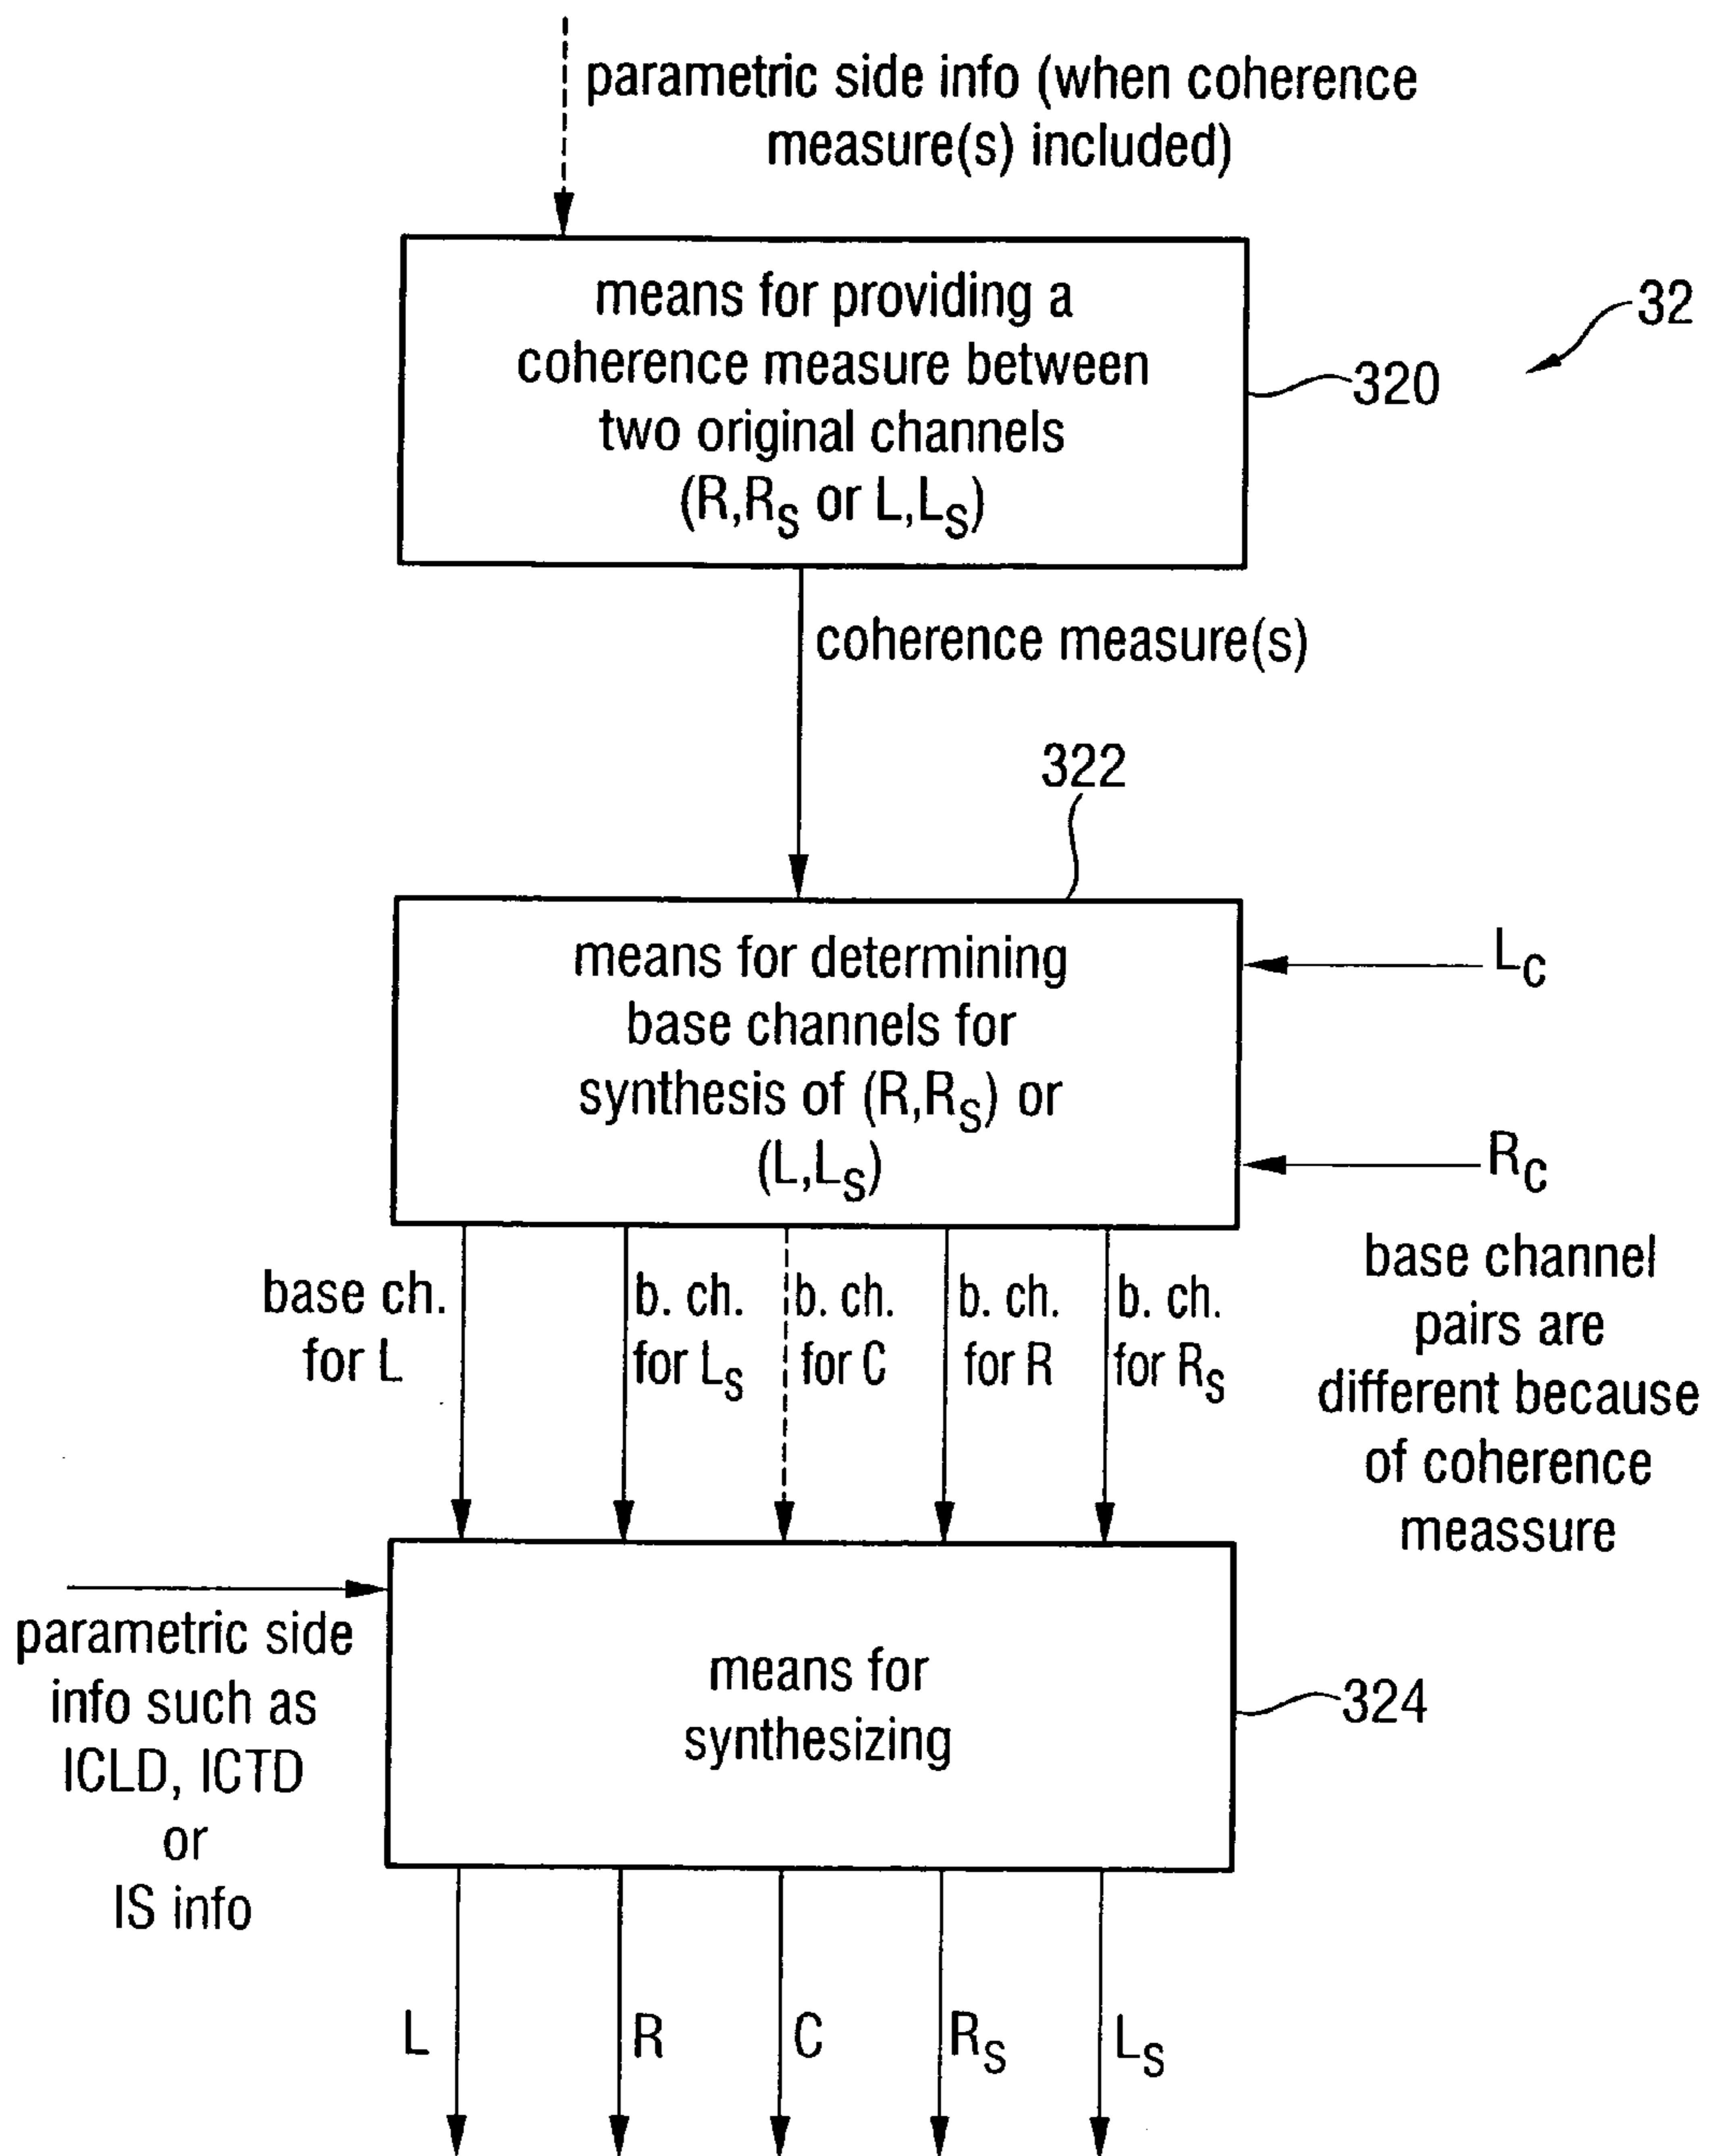 parametric side info (when coherence
measure(s) included)
means for providing a
coherence measure between
two original channels
(R,RS or L,LS)
32
320
coherence measure(s)
322
means for determining
base channels for
synthesis of (R,RS) or
(L,LS)
LC
RC
base channel
pairs are
different because
of coherence
meassure
base ch.
for L
b. ch.
for LS
b. ch.
for C
b. ch.
for R
b. ch.
for RS
parametric side
info such as
ICLD, ICTD
or
IS info
means for
synthesizing
324
L
R
C
RS
LS